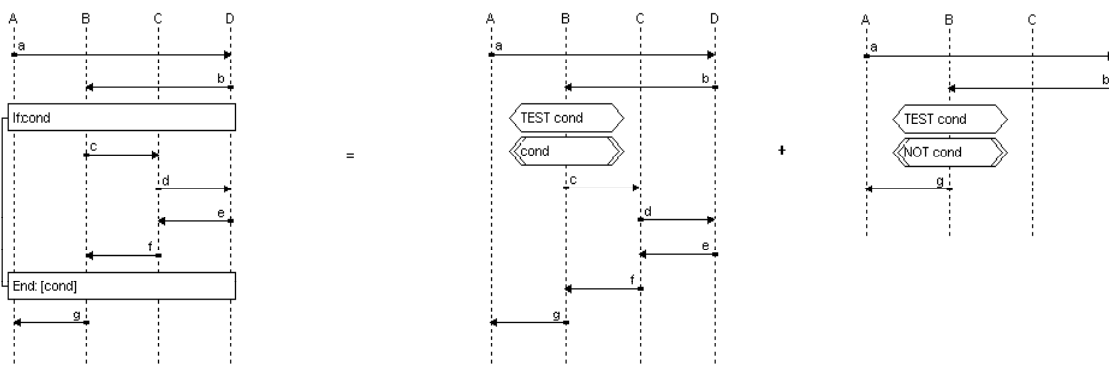 A B C D
a
b
If:cond
c
d
e
f
End: [cond]
g
=
A B C D
a
b
TEST cond
cond
c
d
e
f
g
+
A B C
a
b
TEST cond
NOT cond
g